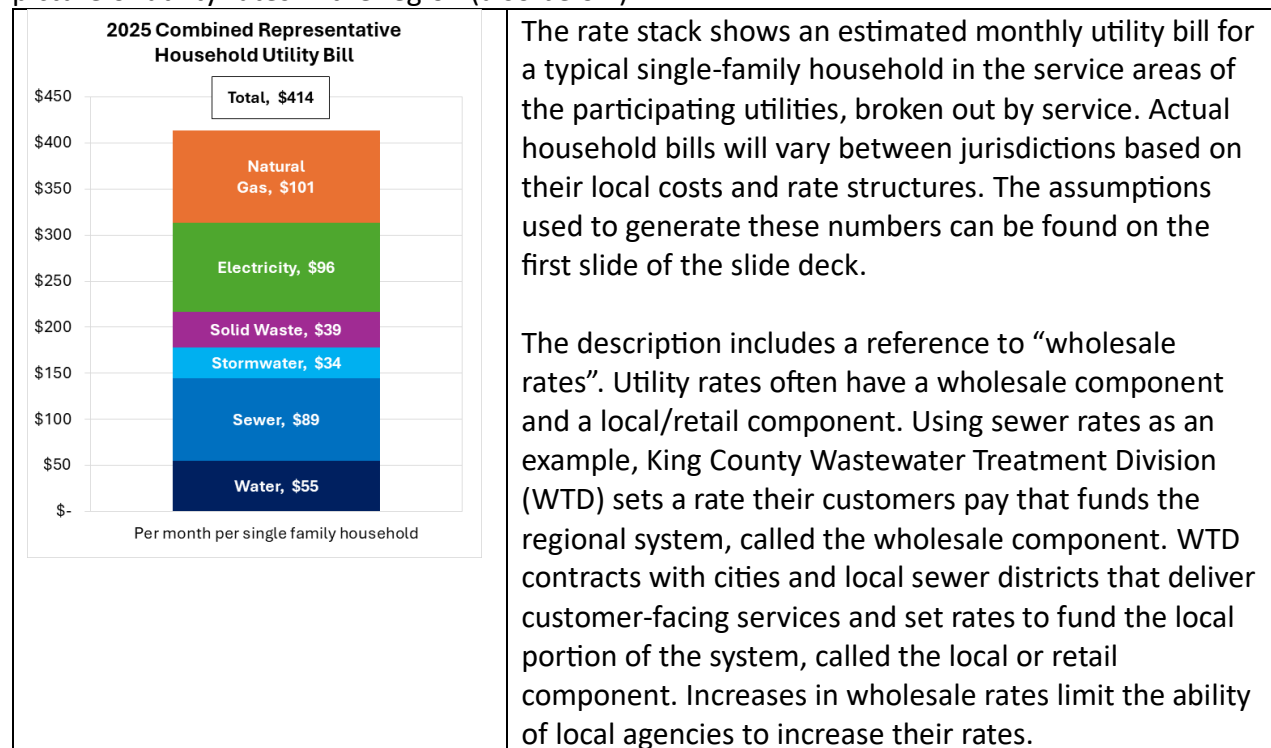 2025 Combined Representative
Household Utility Bill
Total, $414
$450
$400
$350
$300
$250
$200
$150
$100
$50
$-
Natural
Gas, $101
Electricity, $96
Solid Waste, $39
Stormwater, $34
Sewer, $89
Water, $55
Per month per single family household
The rate stack shows an estimated monthly utility bill for
a typical single-family household in the service areas of
the participating utilities, broken out by service. Actual
household bills will vary between jurisdictions based on
their local costs and rate structures. The assumptions
used to generate these numbers can be found on the
first slide of the slide deck.
The description includes a reference to “wholesale
rates”. Utility rates often have a wholesale component
and a local/retail component. Using sewer rates as an
example, King County Wastewater Treatment Division
(WTD) sets a rate their customers pay that funds the
regional system, called the wholesale component. WTD
contracts with cities and local sewer districts that deliver
customer-facing services and set rates to fund the local
portion of the system, called the local or retail
component. Increases in wholesale rates limit the ability
of local agencies to increase their rates.